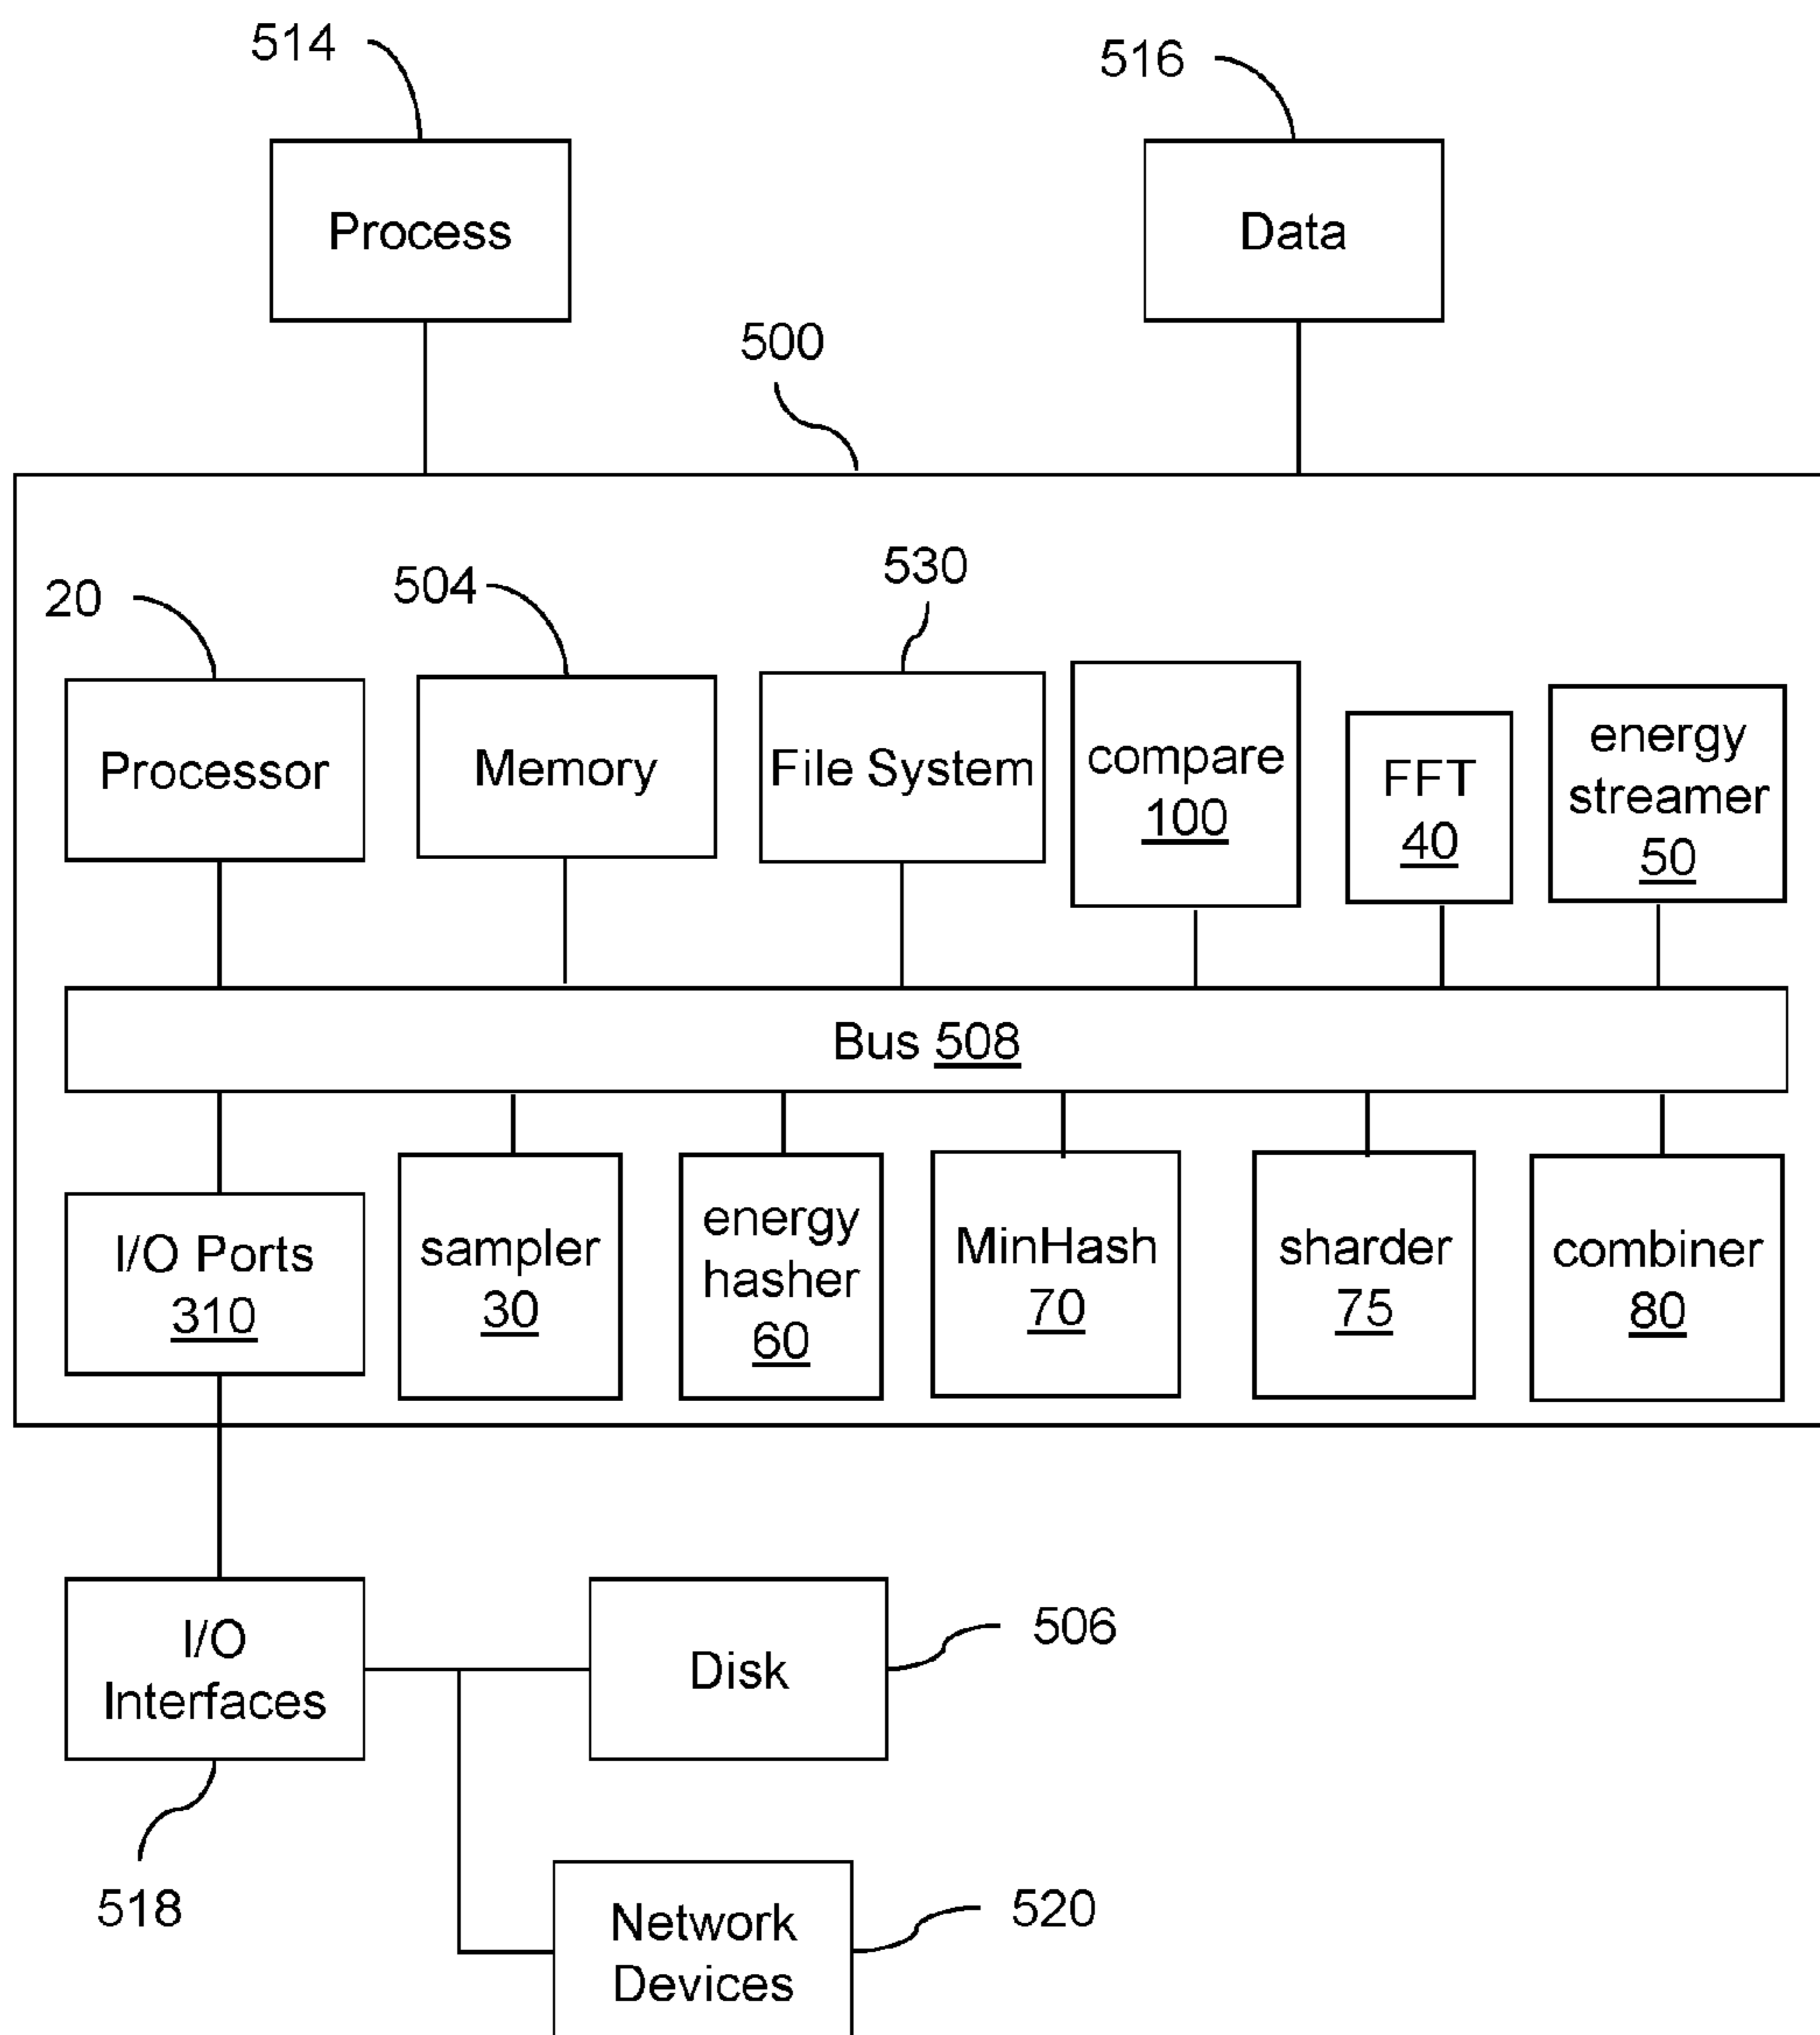 514
516
Process
Data
500
20
504
530
Processor
Memory
File System
compare
100
FFT
40
energy
streamer
50
Bus 508
I/O Ports
310
sampler
30
energy
hasher
60
MinHash
70
sharder
75
combiner
80
I/O
Interfaces
518
Disk
506
Network
Devices
520